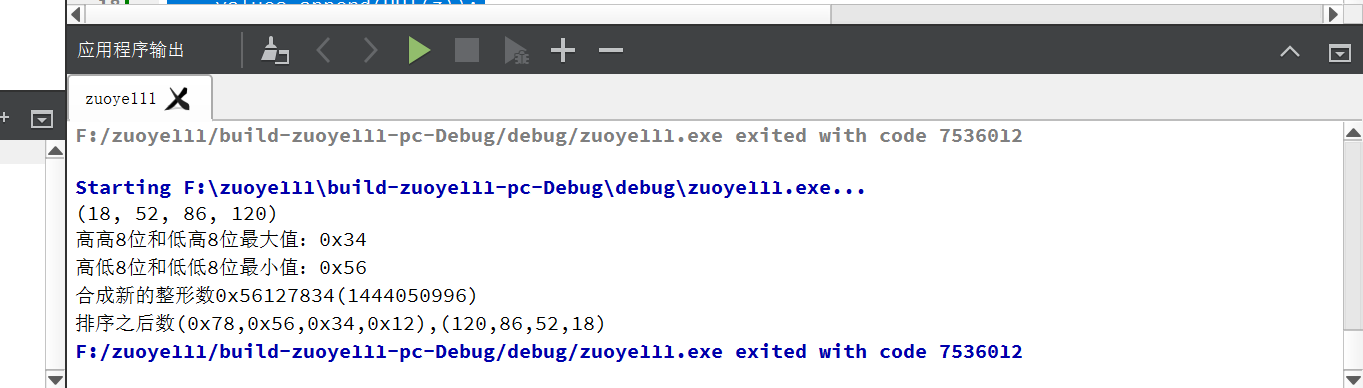 values.append(HHI(z));
应用程序输出
zuoye111
F:/zuoye111/build-zuoye111-pc-Debug/debug/zuoye111.exe exited with code 7536012
Starting F:\zuoye111\build-zuoye111-pc-Debug\debug\zuoye111.exe...
(18, 52, 86, 120)
高高8位和低高8位最大值：0x34
高低8位和低低8位最小值：0x56
合成新的整形数0x56127834(1444050996)
排序之后数(0x78,0x56,0x34,0x12),(120,86,52,18)
F:/zuoye111/build-zuoye111-pc-Debug/debug/zuoye111.exe exited with code 7536012